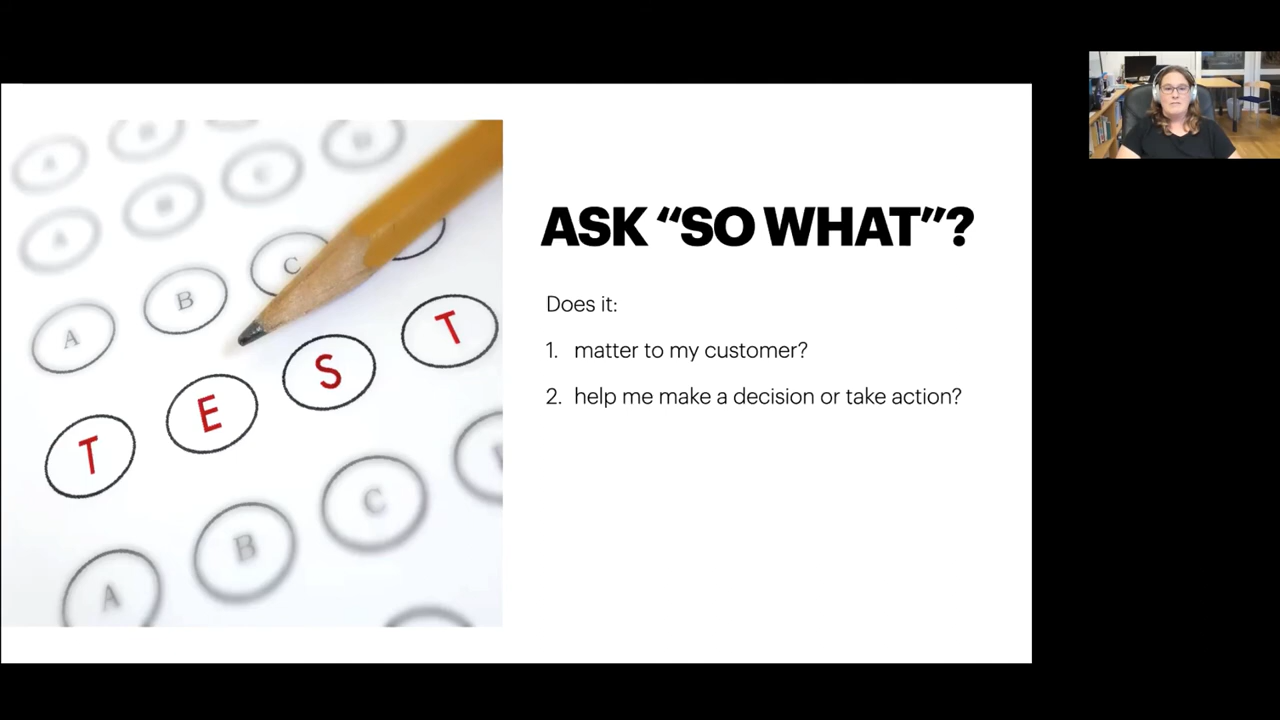 A B C B
A B C
A B C
T E S T
A B C
ASK “SO WHAT”?
Does it:
1. matter to my customer?
2. help me make a decision or take action?